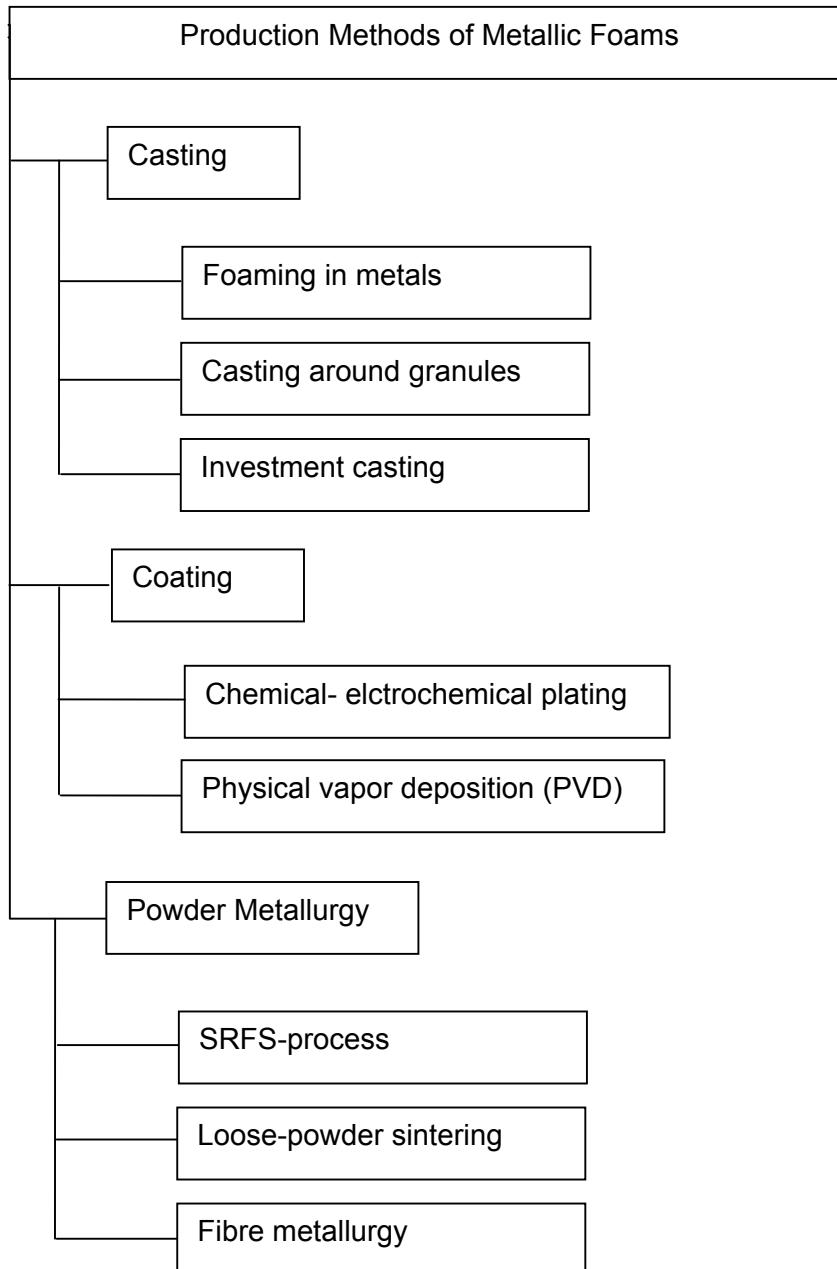 Production Methods of Metallic Foams
Casting
Foaming in metals
Casting around granules
Investment casting
Coating
Chemical- elctrochemical plating
Physical vapor deposition (PVD)
Powder Metallurgy
SRFS-process
Loose-powder sintering
Fibre metallurgy